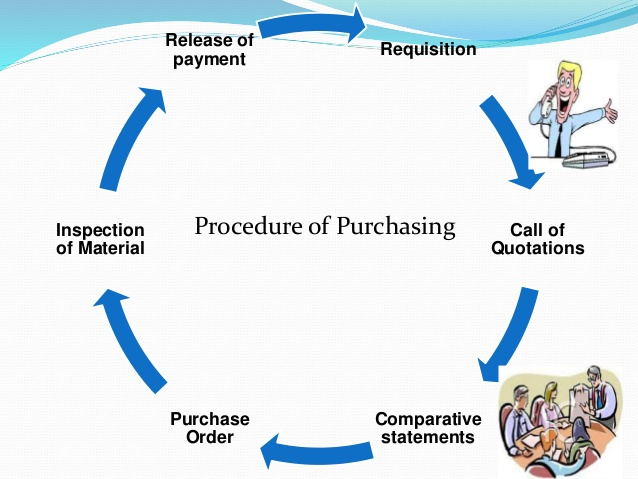 Release of
payment
Requisition
Inspection
of Material
Procedure of Purchasing
Call of
Quotations
Purchase
Order
Comparative
statements